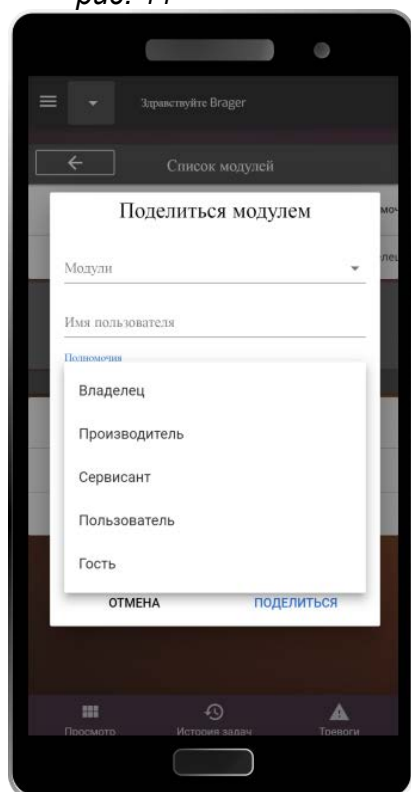 рис. 11
Здравствуйте Brager
Список модулей
Поделиться модулем
Модули
Имя пользователя
Полномочия
Владелец
Производитель
Сервисант
Пользователь
Гость
ОТМЕНА
ПОДЕЛИТЬСЯ
Просмотр
История задач
Тревоги